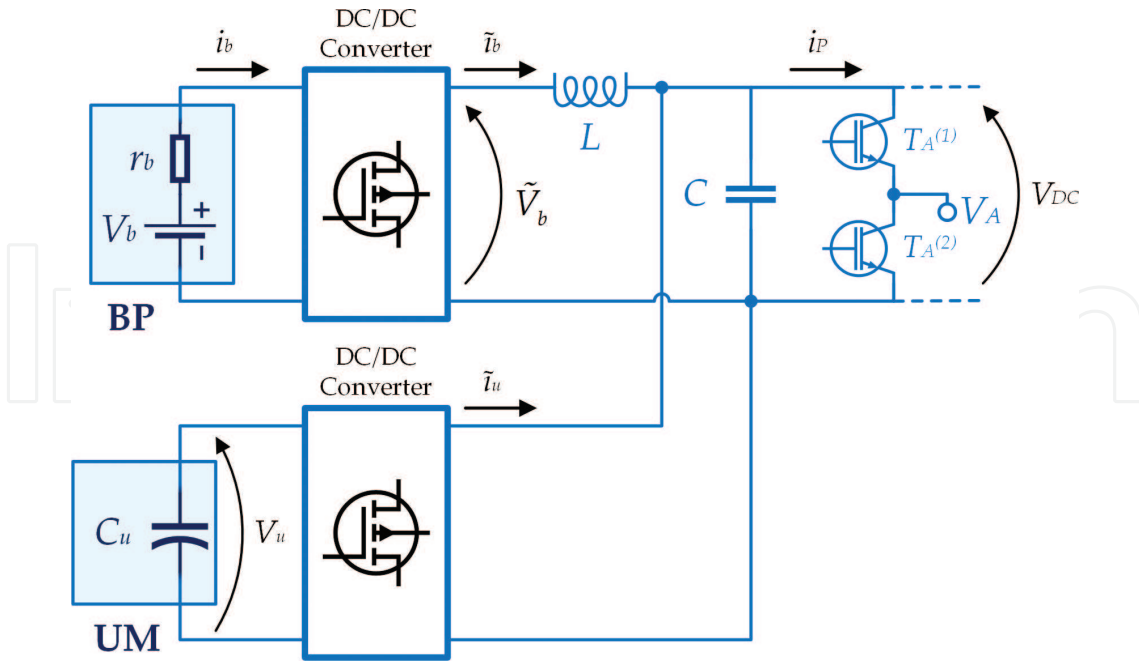 DC/DC
Converter
i_b
ĩ_b
i_P
r_b
V_b
+
-
BP
Ṽ_b
L
C
T_A^(1)
V_A
T_A^(2)
V_DC
DC/DC
Converter
ĩ_u
C_u
V_u
UM